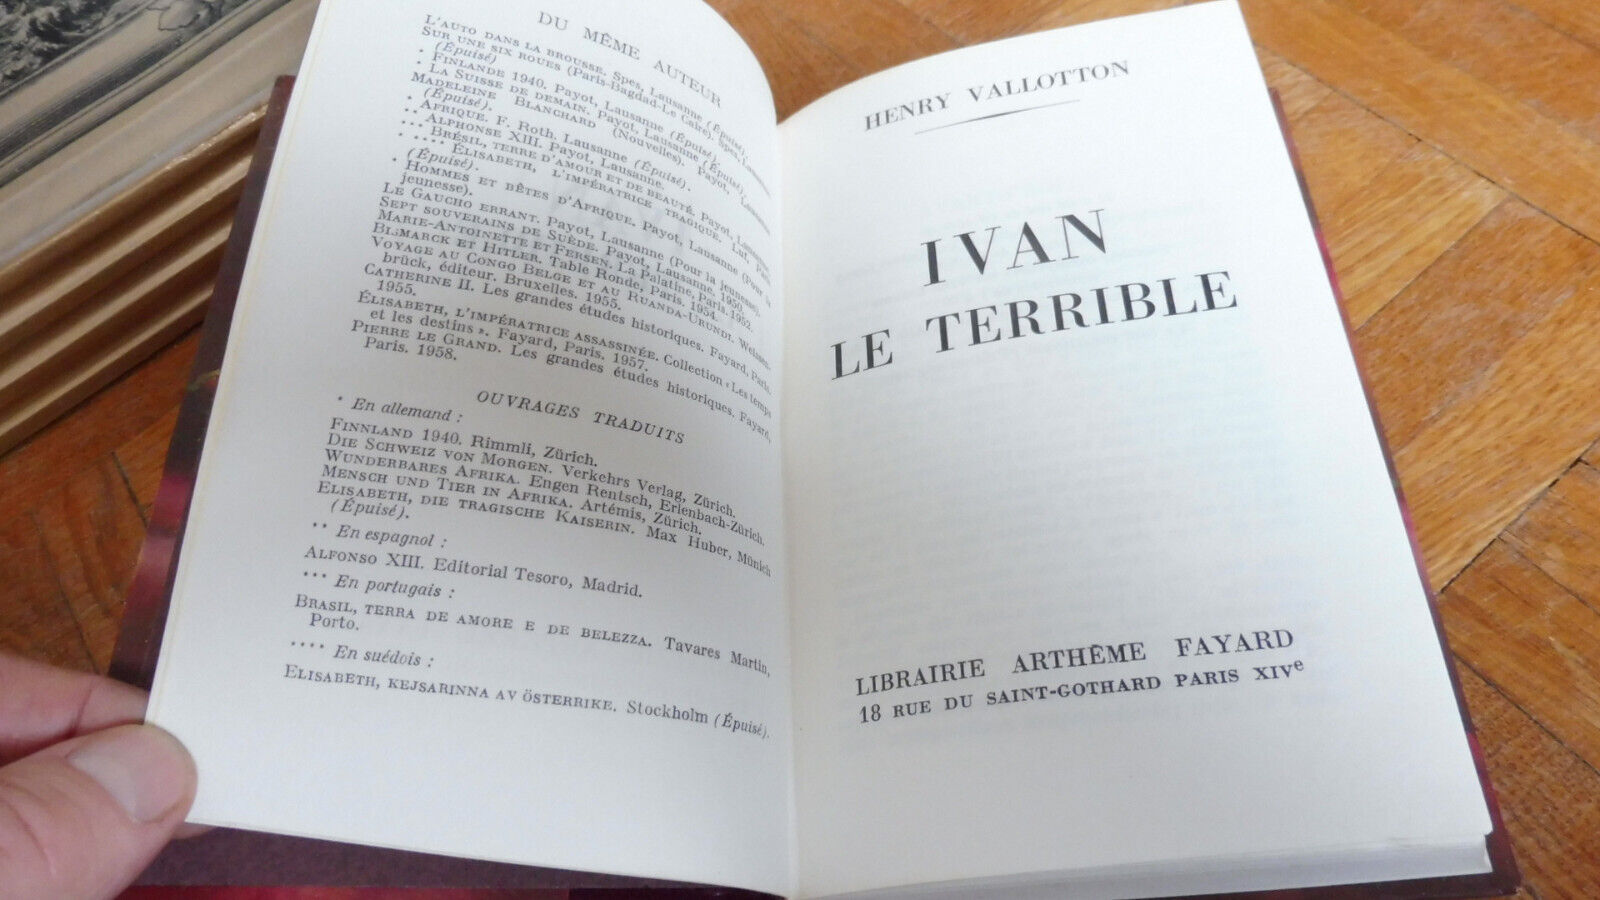 DU MÊME AUTEUR
L'AUTO DANS LA BROUSSE. Spes, Lausanne (Épuisé).
SUR UNE SIX ROUES (Paris-Bagdad-Le Caire). Spes, Lausanne
(Épuisé)
* FINLANDE 1940. Payot, Lausanne (Épuisé).
* LA SUISSE DE DEMAIN. Payot, Lausanne (Épuisé).
MADELEINE BLANCHARD (Nouvelles). Payot, Lausanne
(Épuisé).
* AFRIQUE. F. Roth. Lausanne (Épuisé).
** ALPHONSE XIII. Payot, Lausanne.
*** BRÉSIL, TERRE D'AMOUR ET DE BEAUTÉ. Payot, Lausanne.
**** ÉLISABETH, L'IMPÉRATRICE TRAGIQUE.
(Épuisé)
* HOMMES ET BÊTES D'AFRIQUE. Payot, Lausanne (Pour la
jeunesse).
LE GAUCHO ERRANT. Payot, Lausanne (Pour la jeunesse).
SEPT SOUVERAINS DE SUÈDE. Payot, Lausanne. 1950.
MARIE-ANTOINETTE ET FERSEN. La Palatine, Paris. 1952.
BISMARCK ET HITLER. Table Ronde, Paris. 1954.
VOYAGE AU CONGO BELGE ET AU RUANDA-URUNDI. Weissen-
brück, éditeur. Bruxelles. 1955.
CATHERINE II. Les grandes études historiques. Fayard, Paris.
1955.
ÉLISABETH, L'IMPÉRATRICE ASSASSINÉE. Collection « Les temps
et les destins ». Fayard, Paris. 1957.
PIERRE LE GRAND. Les grandes études historiques. Fayard,
Paris. 1958.
OUVRAGES TRADUITS
* En allemand :
FINNLAND 1940. Rimmli, Zürich.
DIE SCHWEIZ VON MORGEN. Verkehrs Verlag, Zürich.
WUNDERBARES AFRIKA. Engen Rentsch, Erlenbach-Zürich.
MENSCH UND TIER IN AFRIKA. Artémis, Zürich.
ELISABETH, DIE TRAGISCHE KAISERIN. Max Huber, Münich
(Épuisé).
** En espagnol :
ALFONSO XIII. Editorial Tesoro, Madrid.
*** En portugais :
BRASIL, TERRA DE AMORE E DE BELEZZA. Tavares Martin,
Porto.
**** En suédois :
ELISABETH, KEJSARINNA AV ÖSTERRIKE. Stockholm (Épuisé).
HENRY VALLOTTON
IVAN
LE TERRIBLE
LIBRAIRIE ARTHÈME FAYARD
18 RUE DU SAINT-GOTHARD PARIS XIVe